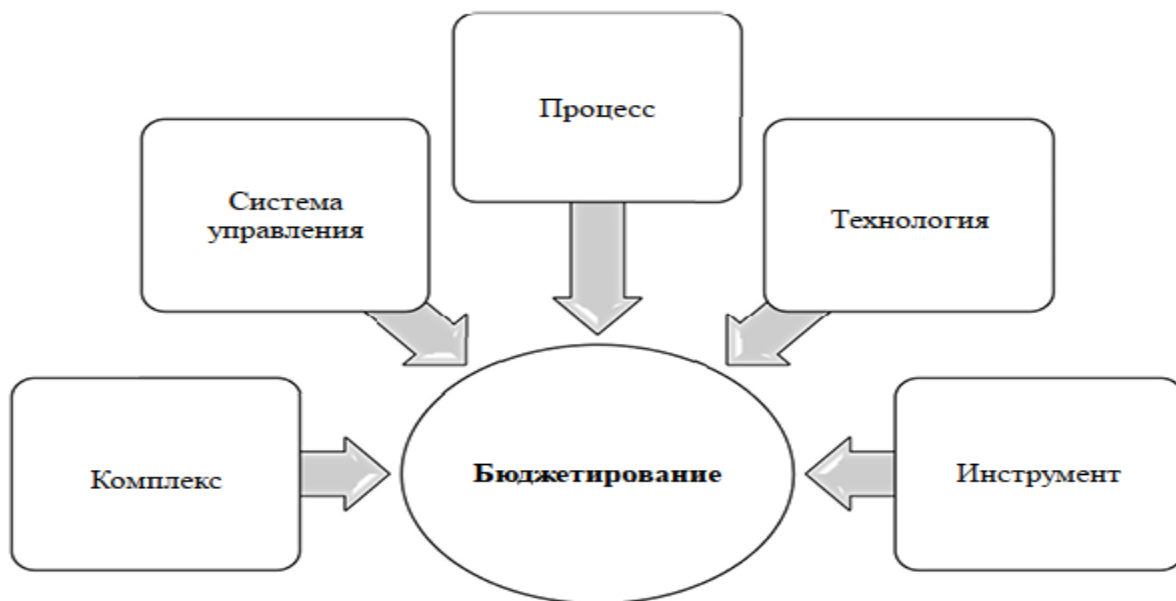 Процесс
Система
управления
Технология
Комплекс
Бюджетирование
Инструмент